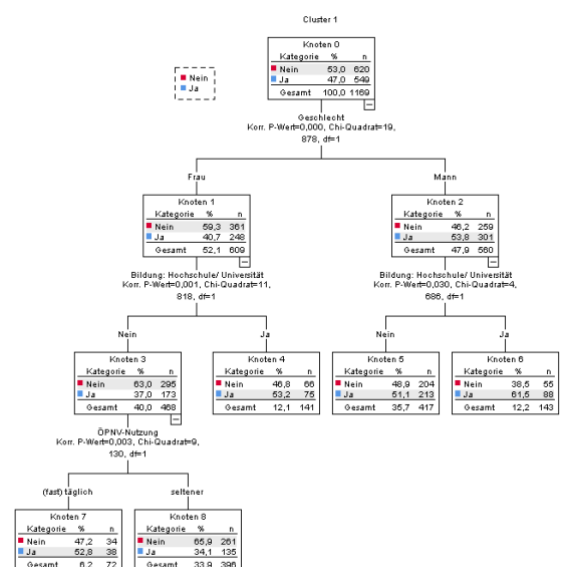 Cluster 1
Nein
Ja
Knoten 0
Kategorie % n
Nein 53,0 620
Ja 47,0 549
Gesamt 100,0 1169
Geschlecht
Korr. P-Wert=0,000, Chi-Quadrat=19,
878, df=1
Frau
Mann
Knoten 1
Kategorie % n
Nein 59,3 361
Ja 40,7 248
Gesamt 52,1 609
Knoten 2
Kategorie % n
Nein 46,2 259
Ja 53,8 301
Gesamt 47,9 560
Bildung: Hochschule/ Universität
Korr. P-Wert=0,001, Chi-Quadrat=11,
818, df=1
Bildung: Hochschule/ Universität
Korr. P-Wert=0,030, Chi-Quadrat=4,
686, df=1
Nein
Ja
Nein
Ja
Knoten 3
Kategorie % n
Nein 63,0 295
Ja 37,0 173
Gesamt 40,0 468
Knoten 4
Kategorie % n
Nein 46,8 66
Ja 53,2 75
Gesamt 12,1 141
Knoten 5
Kategorie % n
Nein 48,9 204
Ja 51,1 213
Gesamt 35,7 417
Knoten 6
Kategorie % n
Nein 38,5 55
Ja 61,5 88
Gesamt 12,2 143
ÖPNV-Nutzung
Korr. P-Wert=0,003, Chi-Quadrat=9,
130, df=1
(fast) täglich
seltener
Knoten 7
Kategorie % n
Nein 47,2 34
Ja 52,8 38
Gesamt 6,2 72
Knoten 8
Kategorie % n
Nein 65,9 261
Ja 34,1 135
Gesamt 33,9 396